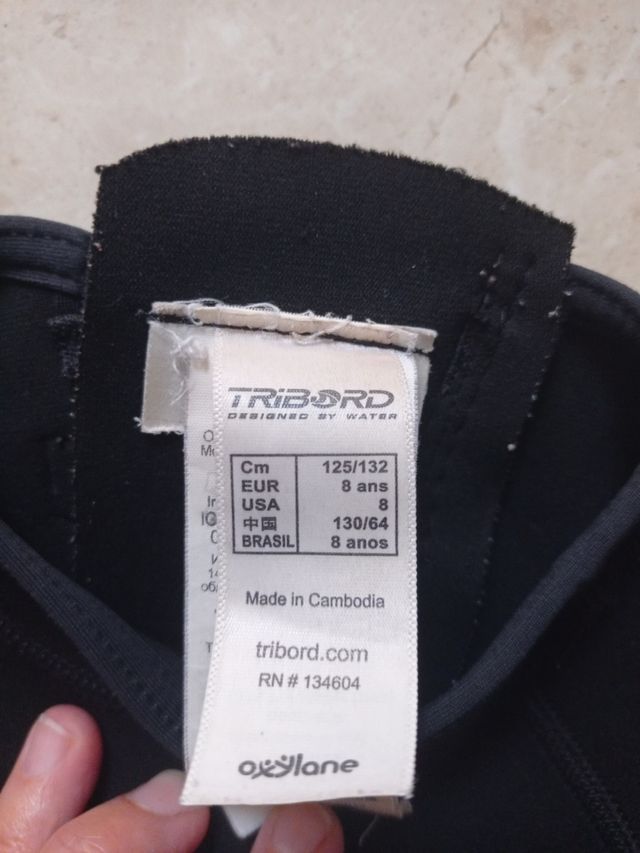 TRIBORD
DESIGNED BY WATER
Cm 125/132
EUR 8 ans
USA 8
中国 130/64
BRASIL 8 anos
Made in Cambodia
tribord.com
RN # 134604
oxylane